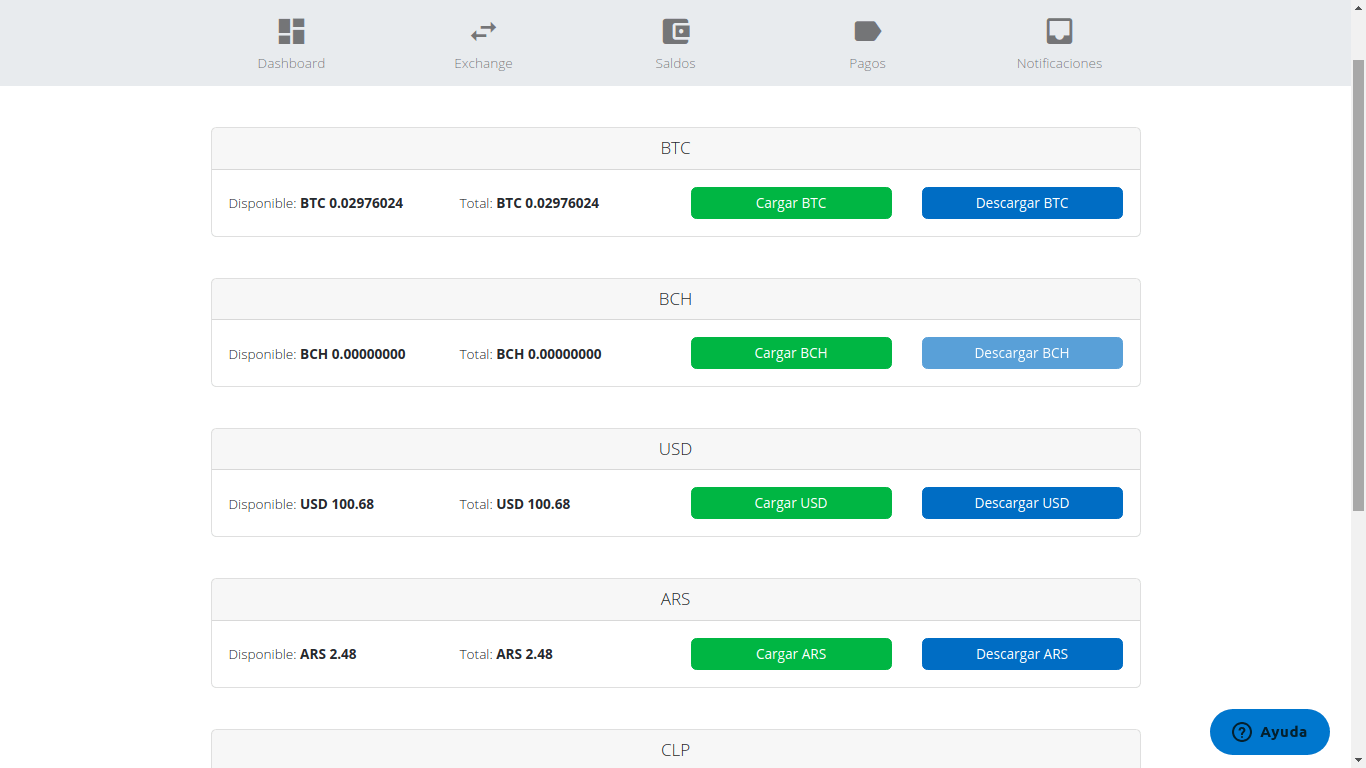 Dashboard Exchange Saldos Pagos Notificaciones
BTC
Disponible: BTC 0.02976024 Total: BTC 0.02976024 Cargar BTC Descargar BTC
BCH
Disponible: BCH 0.00000000 Total: BCH 0.00000000 Cargar BCH Descargar BCH
USD
Disponible: USD 100.68 Total: USD 100.68 Cargar USD Descargar USD
ARS
Disponible: ARS 2.48 Total: ARS 2.48 Cargar ARS Descargar ARS
Ayuda
CLP